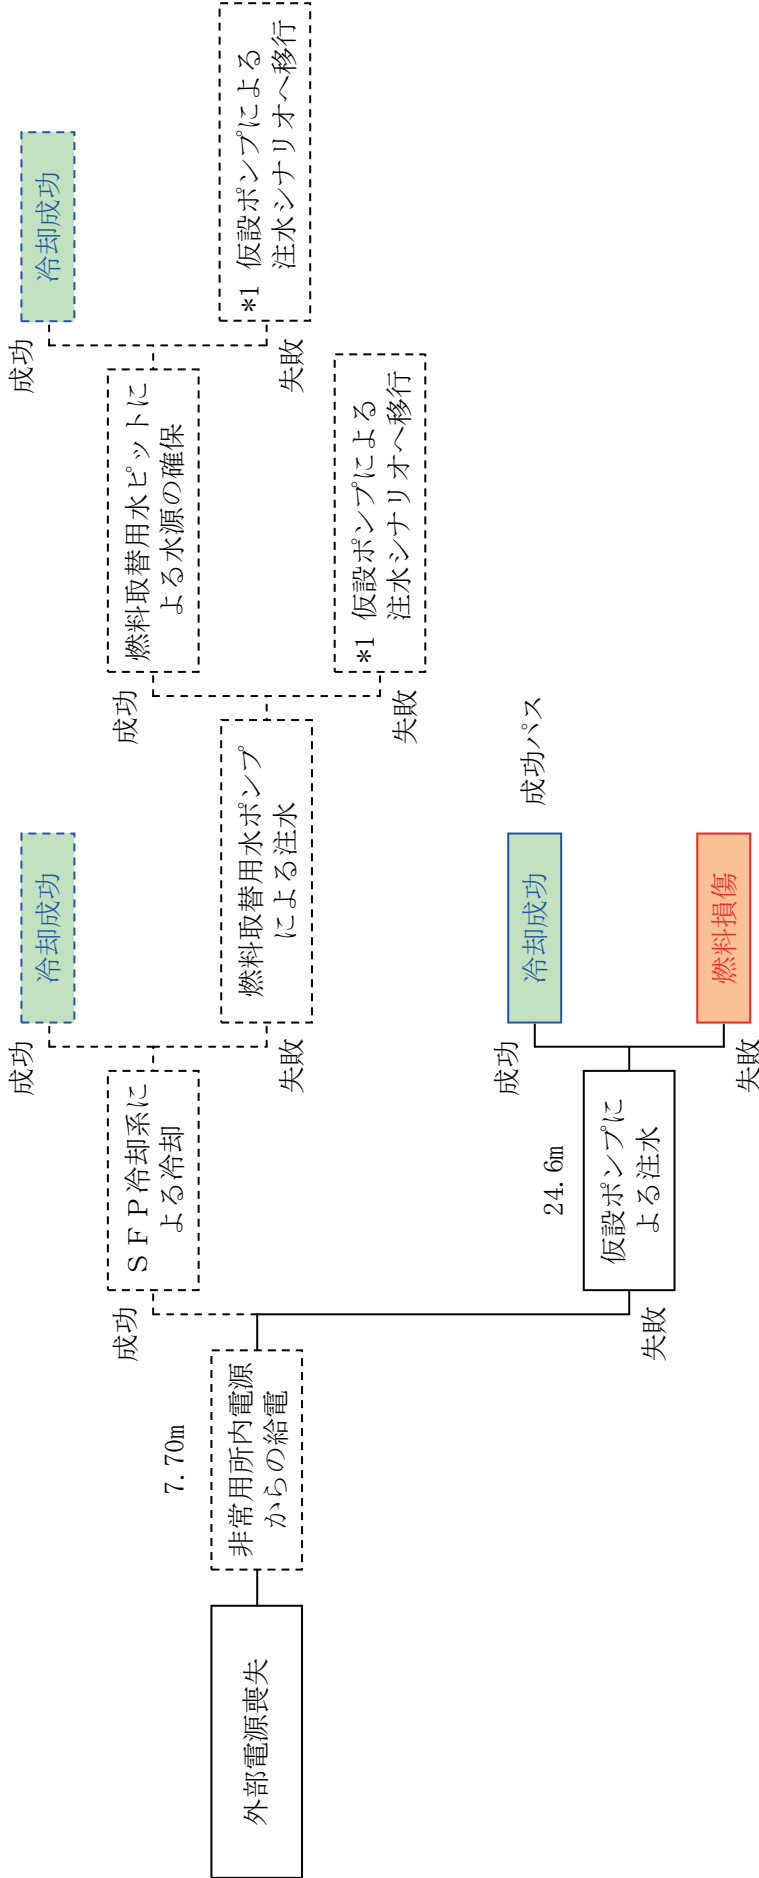 外部電源喪失
7.70m
非常用所内電源
からの給電
成功
失敗
SFP冷却系に
よる冷却
成功
冷却成功
失敗
燃料取替用水ポンプ
による注水
成功
燃料取替用水ピットに
よる水源の確保
成功
冷却成功
失敗
*1 仮設ポンプによる
注水シナリオへ移行
失敗
*1 仮設ポンプによる
注水シナリオへ移行
24.6m
仮設ポンプに
よる注水
成功
冷却成功
成功パス
失敗
燃料損傷